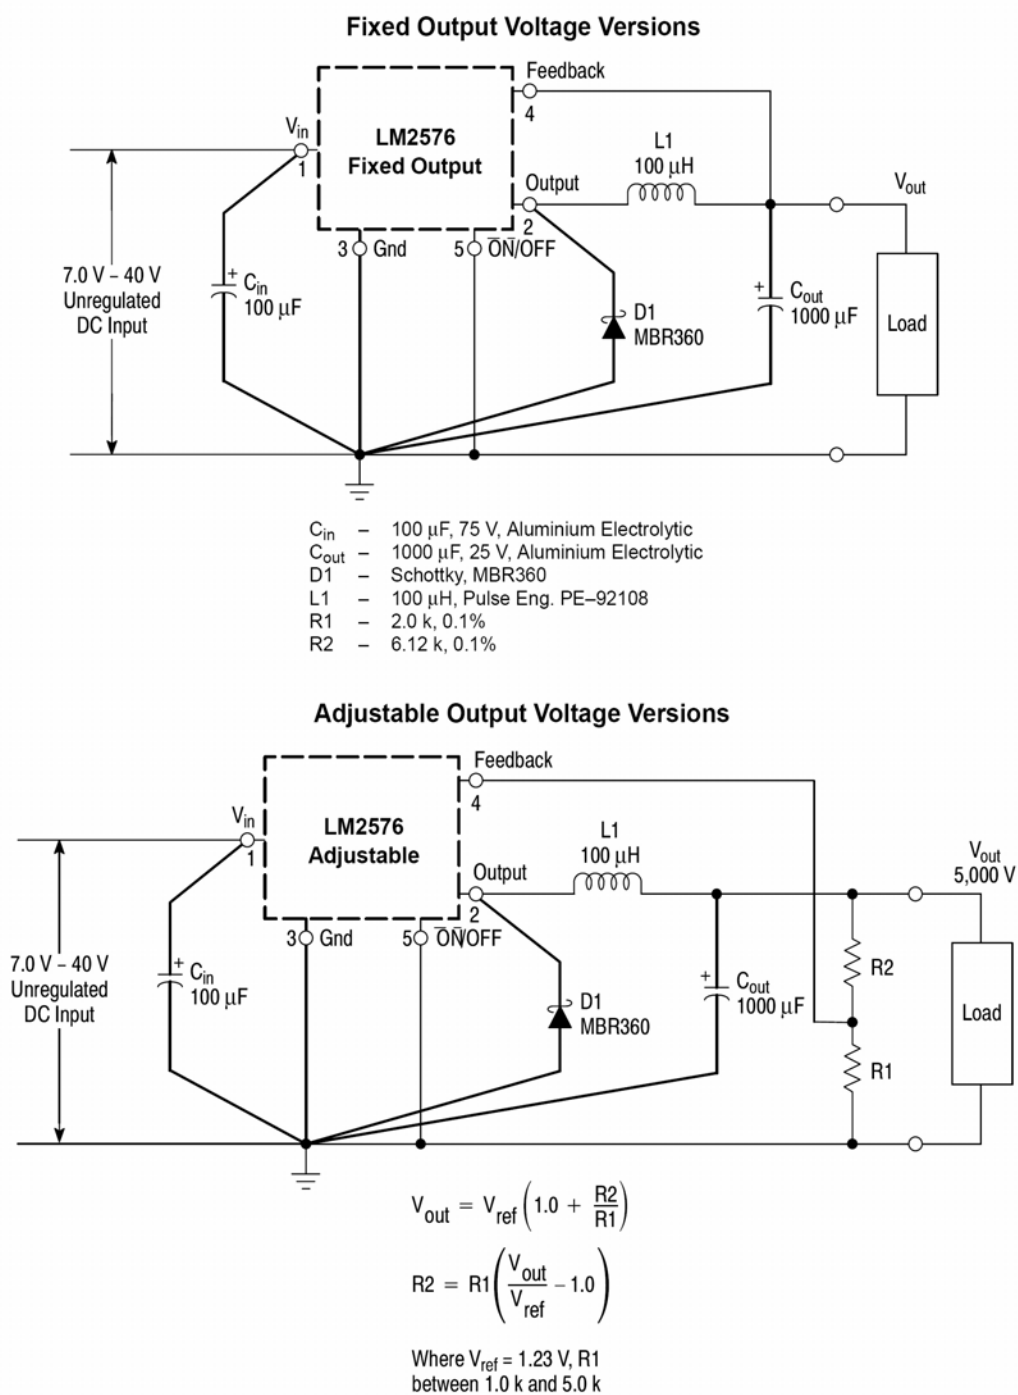 Fixed Output Voltage Versions
Feedback
4
Vin
1
LM2576
Fixed Output
L1
100 μH
Output
2
Vout
3 Gnd
5 ON/OFF
7.0 V – 40 V
Unregulated
DC Input
+ Cin
100 μF
D1
MBR360
+ Cout
1000 μF
Load
Cin – 100 μF, 75 V, Aluminium Electrolytic
Cout – 1000 μF, 25 V, Aluminium Electrolytic
D1 – Schottky, MBR360
L1 – 100 μH, Pulse Eng. PE–92108
R1 – 2.0 k, 0.1%
R2 – 6.12 k, 0.1%
Adjustable Output Voltage Versions
Feedback
4
Vin
1
LM2576
Adjustable
L1
100 μH
Output
2
Vout
5,000 V
3 Gnd
5 ON/OFF
7.0 V – 40 V
Unregulated
DC Input
+ Cin
100 μF
D1
MBR360
+ Cout
1000 μF
R2
R1
Load
Vout = Vref (1.0 + R2/R1)
R2 = R1 (Vout/Vref – 1.0)
Where Vref = 1.23 V, R1
between 1.0 k and 5.0 k